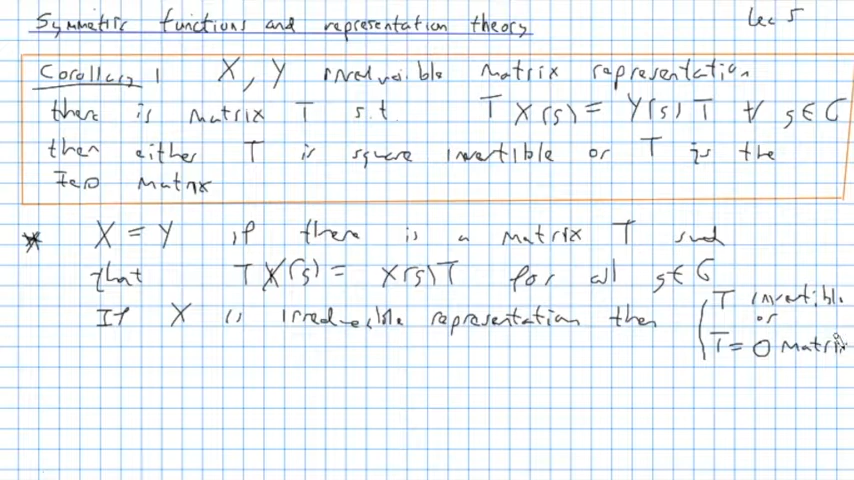 Symmetric functions and representation theory
Lec 5
Corollary 1 X, Y irreducible matrix representation
there is matrix T s.t. T X(g) = Y(g) T ∀ g ∈ G
then either T is square invertible or T is the
zero matrix
* X = Y if there is a matrix T such
that T X(g) = X(g) T for all g ∈ G
If X is irreducible representation then
T invertible
or
T = 0 matrix